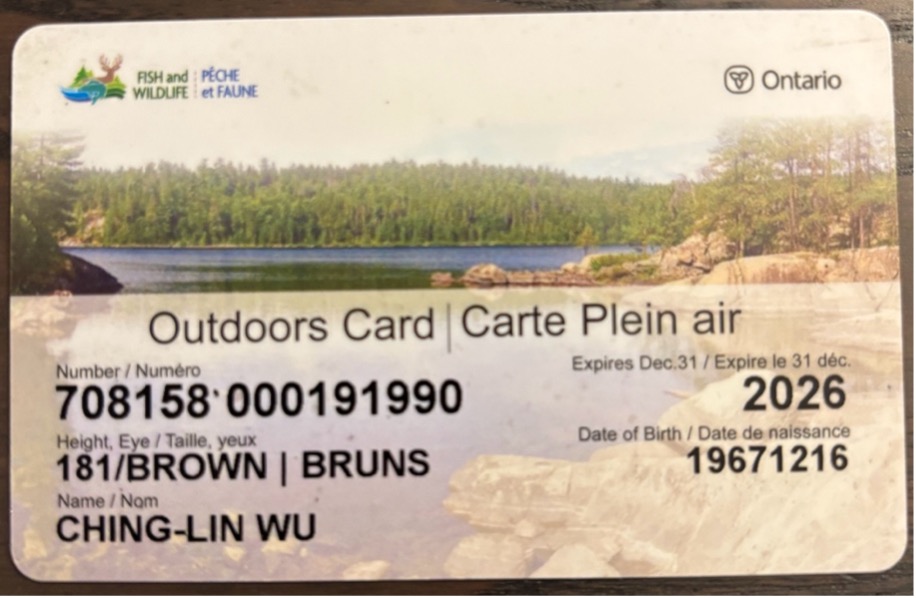 FISH and WILDLIFE
PÊCHE et FAUNE
Ontario
Outdoors Card | Carte Plein air
Number / Numéro
708158 000191990
Expires Dec.31 / Expire le 31 déc.
2026
Height, Eye / Taille, yeux
181/BROWN | BRUNS
Date of Birth / Date de naissance
19671216
Name / Nom
CHING-LIN WU